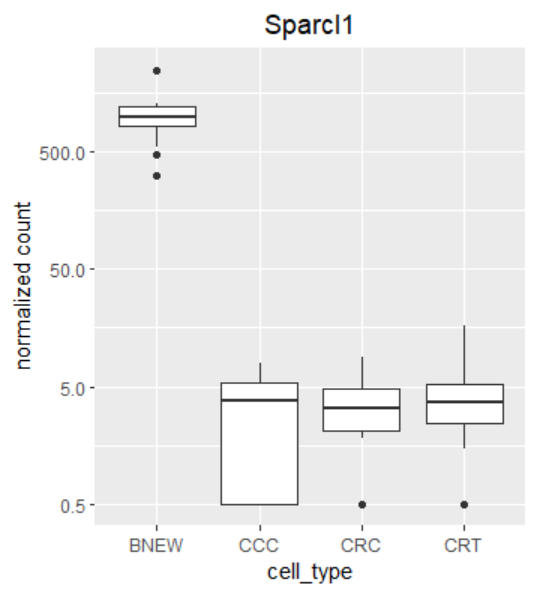 Sparcl1
normalized count
500.0
50.0
5.0
0.5
BNEW CCC CRC CRT
cell_type